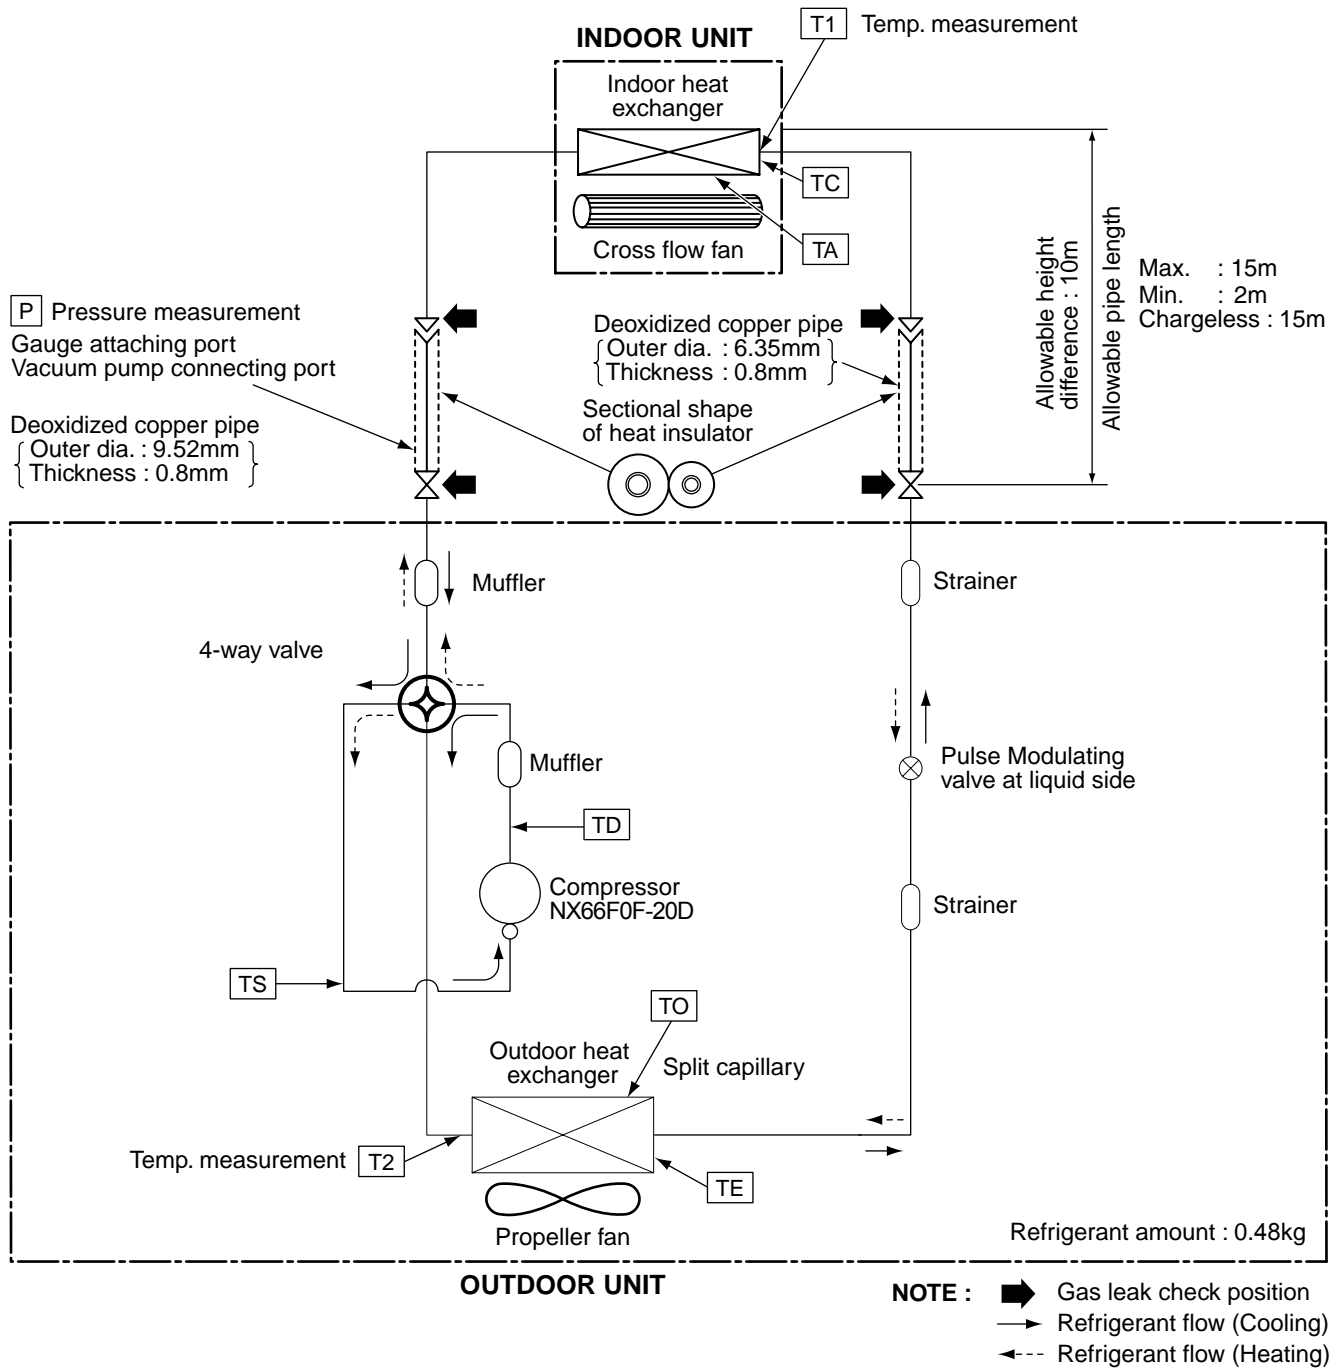 T1 Temp. measurement
INDOOR UNIT
Indoor heat
exchanger
TC
TA
Cross flow fan
Allowable height
difference : 10m
Allowable pipe length
Max. : 15m
Min. : 2m
Chargeless : 15m
P Pressure measurement
Gauge attaching port
Vacuum pump connecting port
Deoxidized copper pipe
Outer dia. : 9.52mm
Thickness : 0.8mm
Deoxidized copper pipe
Outer dia. : 6.35mm
Thickness : 0.8mm
Sectional shape
of heat insulator
Muffler
Strainer
4-way valve
Muffler
Pulse Modulating
valve at liquid side
TD
Compressor
NX66F0F-20D
Strainer
TS
TO
Outdoor heat
exchanger
Split capillary
Temp. measurement T2
TE
Propeller fan
Refrigerant amount : 0.48kg
OUTDOOR UNIT
NOTE : Gas leak check position
Refrigerant flow (Cooling)
Refrigerant flow (Heating)